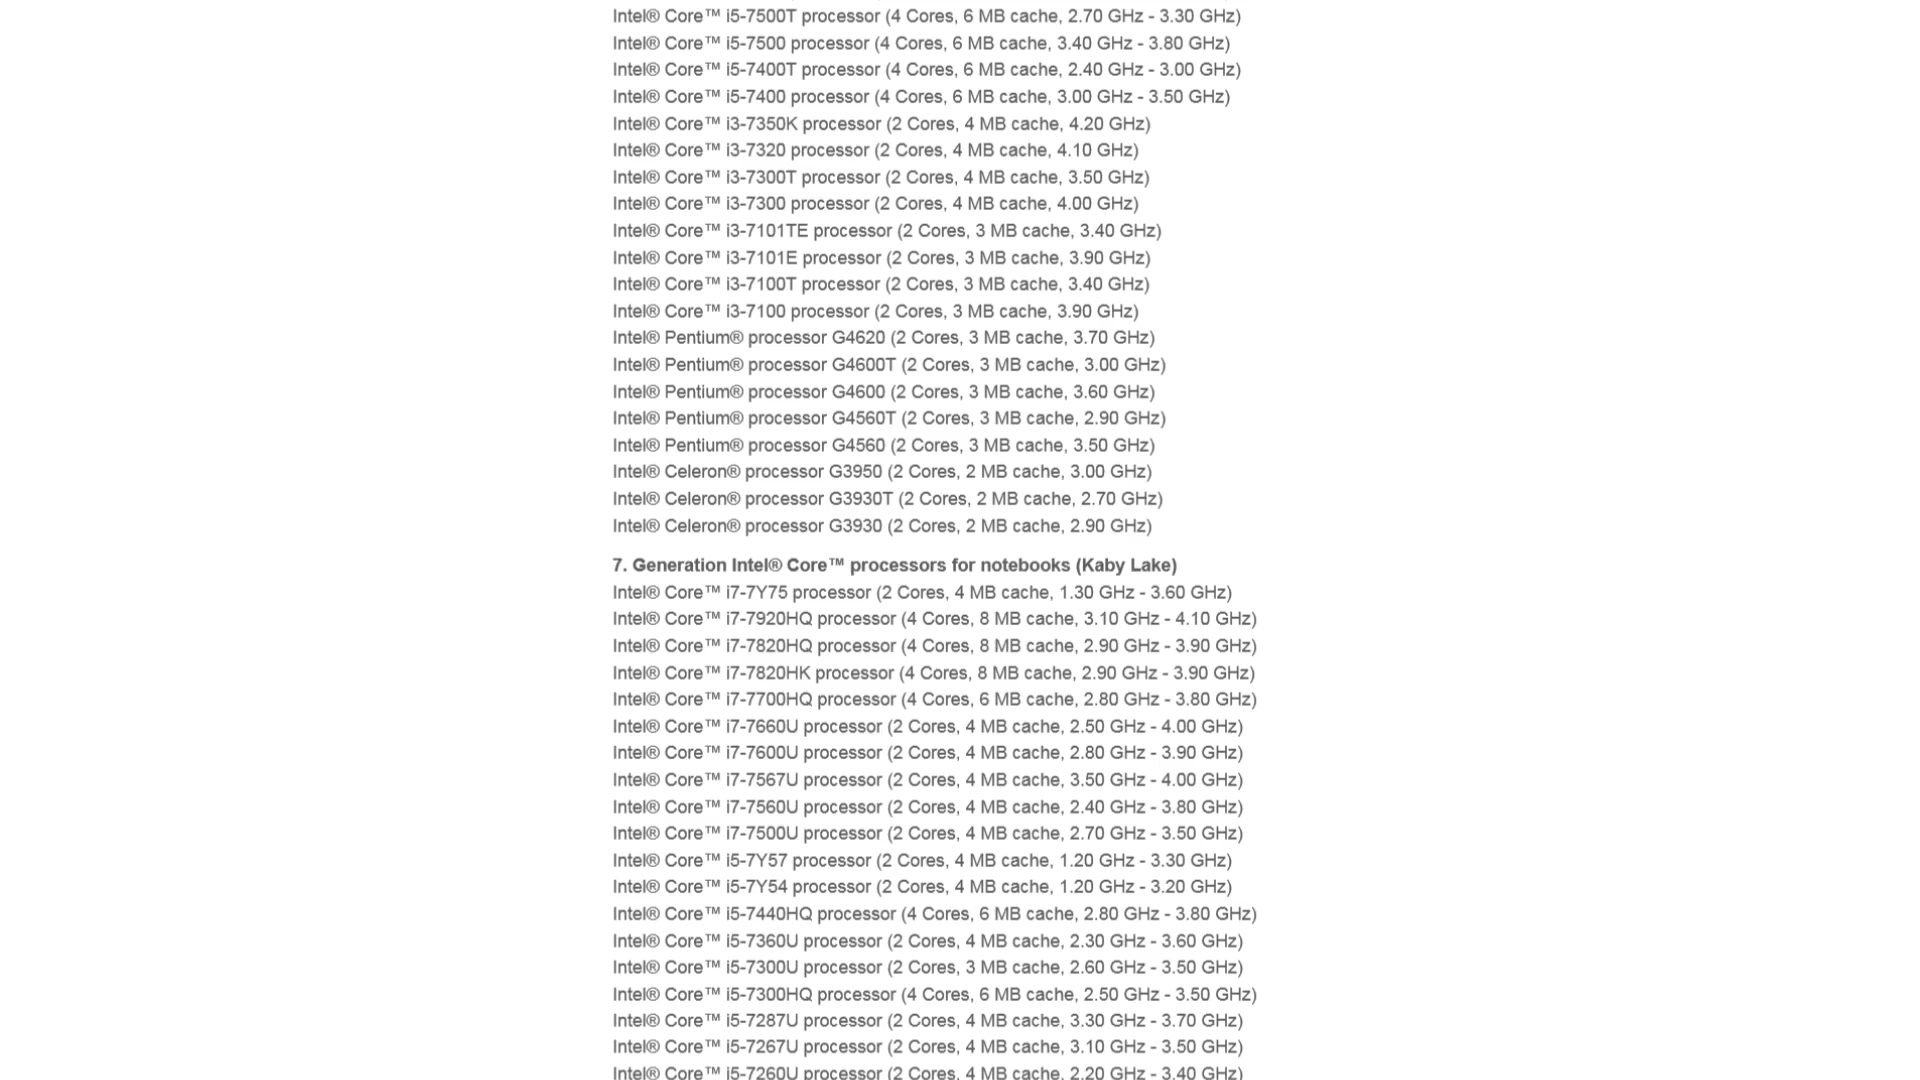 Intel® Core™ i5-7500T processor (4 Cores, 6 MB cache, 2.70 GHz - 3.30 GHz)
Intel® Core™ i5-7500 processor (4 Cores, 6 MB cache, 3.40 GHz - 3.80 GHz)
Intel® Core™ i5-7400T processor (4 Cores, 6 MB cache, 2.40 GHz - 3.00 GHz)
Intel® Core™ i5-7400 processor (4 Cores, 6 MB cache, 3.00 GHz - 3.50 GHz)
Intel® Core™ i3-7350K processor (2 Cores, 4 MB cache, 4.20 GHz)
Intel® Core™ i3-7320 processor (2 Cores, 4 MB cache, 4.10 GHz)
Intel® Core™ i3-7300T processor (2 Cores, 4 MB cache, 3.50 GHz)
Intel® Core™ i3-7300 processor (2 Cores, 4 MB cache, 4.00 GHz)
Intel® Core™ i3-7101TE processor (2 Cores, 3 MB cache, 3.40 GHz)
Intel® Core™ i3-7101E processor (2 Cores, 3 MB cache, 3.90 GHz)
Intel® Core™ i3-7100T processor (2 Cores, 3 MB cache, 3.40 GHz)
Intel® Core™ i3-7100 processor (2 Cores, 3 MB cache, 3.90 GHz)
Intel® Pentium® processor G4620 (2 Cores, 3 MB cache, 3.70 GHz)
Intel® Pentium® processor G4600T (2 Cores, 3 MB cache, 3.00 GHz)
Intel® Pentium® processor G4600 (2 Cores, 3 MB cache, 3.60 GHz)
Intel® Pentium® processor G4560T (2 Cores, 3 MB cache, 2.90 GHz)
Intel® Pentium® processor G4560 (2 Cores, 3 MB cache, 3.50 GHz)
Intel® Celeron® processor G3950 (2 Cores, 2 MB cache, 3.00 GHz)
Intel® Celeron® processor G3930T (2 Cores, 2 MB cache, 2.70 GHz)
Intel® Celeron® processor G3930 (2 Cores, 2 MB cache, 2.90 GHz)
7. Generation Intel® Core™ processors for notebooks (Kaby Lake)
Intel® Core™ i7-7Y75 processor (2 Cores, 4 MB cache, 1.30 GHz - 3.60 GHz)
Intel® Core™ i7-7920HQ processor (4 Cores, 8 MB cache, 3.10 GHz - 4.10 GHz)
Intel® Core™ i7-7820HQ processor (4 Cores, 8 MB cache, 2.90 GHz - 3.90 GHz)
Intel® Core™ i7-7820HK processor (4 Cores, 8 MB cache, 2.90 GHz - 3.90 GHz)
Intel® Core™ i7-7700HQ processor (4 Cores, 6 MB cache, 2.80 GHz - 3.80 GHz)
Intel® Core™ i7-7660U processor (2 Cores, 4 MB cache, 2.50 GHz - 4.00 GHz)
Intel® Core™ i7-7600U processor (2 Cores, 4 MB cache, 2.80 GHz - 3.90 GHz)
Intel® Core™ i7-7567U processor (2 Cores, 4 MB cache, 3.50 GHz - 4.00 GHz)
Intel® Core™ i7-7560U processor (2 Cores, 4 MB cache, 2.40 GHz - 3.80 GHz)
Intel® Core™ i7-7500U processor (2 Cores, 4 MB cache, 2.70 GHz - 3.50 GHz)
Intel® Core™ i5-7Y57 processor (2 Cores, 4 MB cache, 1.20 GHz - 3.30 GHz)
Intel® Core™ i5-7Y54 processor (2 Cores, 4 MB cache, 1.20 GHz - 3.20 GHz)
Intel® Core™ i5-7440HQ processor (4 Cores, 6 MB cache, 2.80 GHz - 3.80 GHz)
Intel® Core™ i5-7360U processor (2 Cores, 4 MB cache, 2.30 GHz - 3.60 GHz)
Intel® Core™ i5-7300U processor (2 Cores, 3 MB cache, 2.60 GHz - 3.50 GHz)
Intel® Core™ i5-7300HQ processor (4 Cores, 6 MB cache, 2.50 GHz - 3.50 GHz)
Intel® Core™ i5-7287U processor (2 Cores, 4 MB cache, 3.30 GHz - 3.70 GHz)
Intel® Core™ i5-7267U processor (2 Cores, 4 MB cache, 3.10 GHz - 3.50 GHz)
Intel® Core™ i5-7260U processor (2 Cores, 4 MB cache, 2.20 GHz - 3.40 GHz)